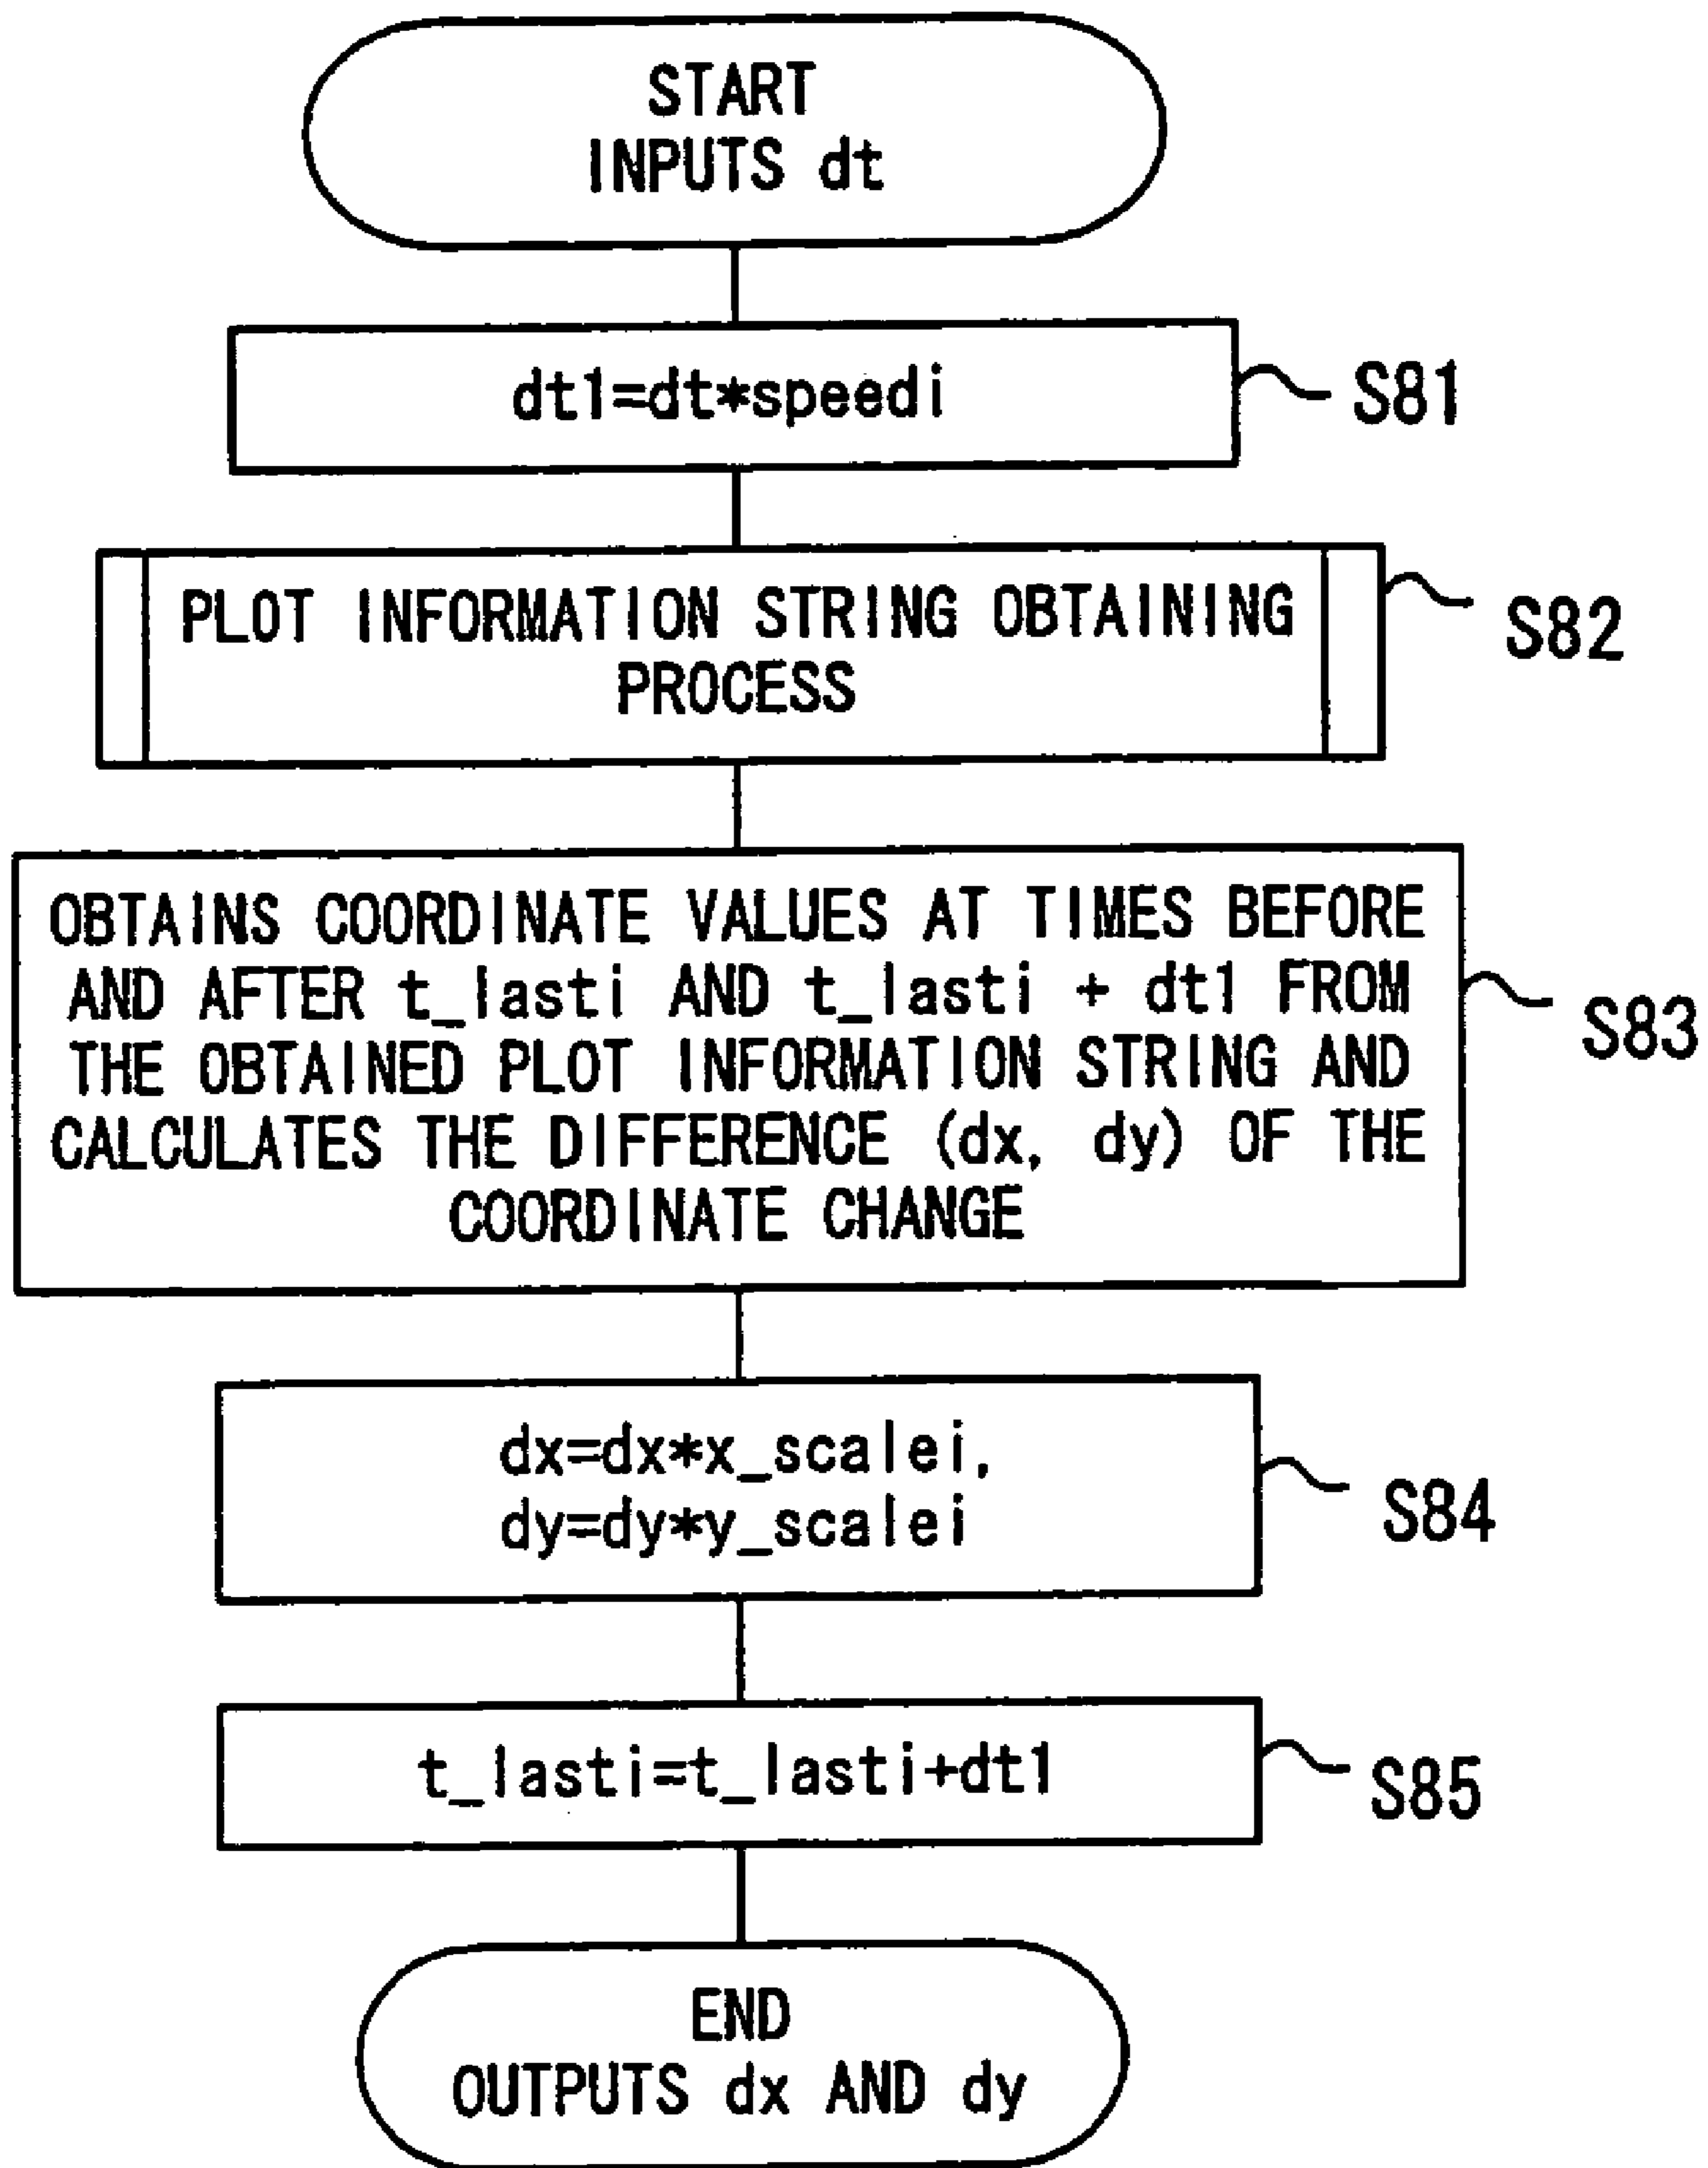 START
INPUTS dt
dt1=dt*speedi
S81
PLOT INFORMATION STRING OBTAINING
PROCESS
S82
OBTAINS COORDINATE VALUES AT TIMES BEFORE
AND AFTER t_lasti AND t_lasti + dt1 FROM
THE OBTAINED PLOT INFORMATION STRING AND
CALCULATES THE DIFFERENCE (dx, dy) OF THE
COORDINATE CHANGE
S83
dx=dx*x_scalei,
dy=dy*y_scalei
S84
t_lasti=t_lasti+dt1
S85
END
OUTPUTS dx AND dy